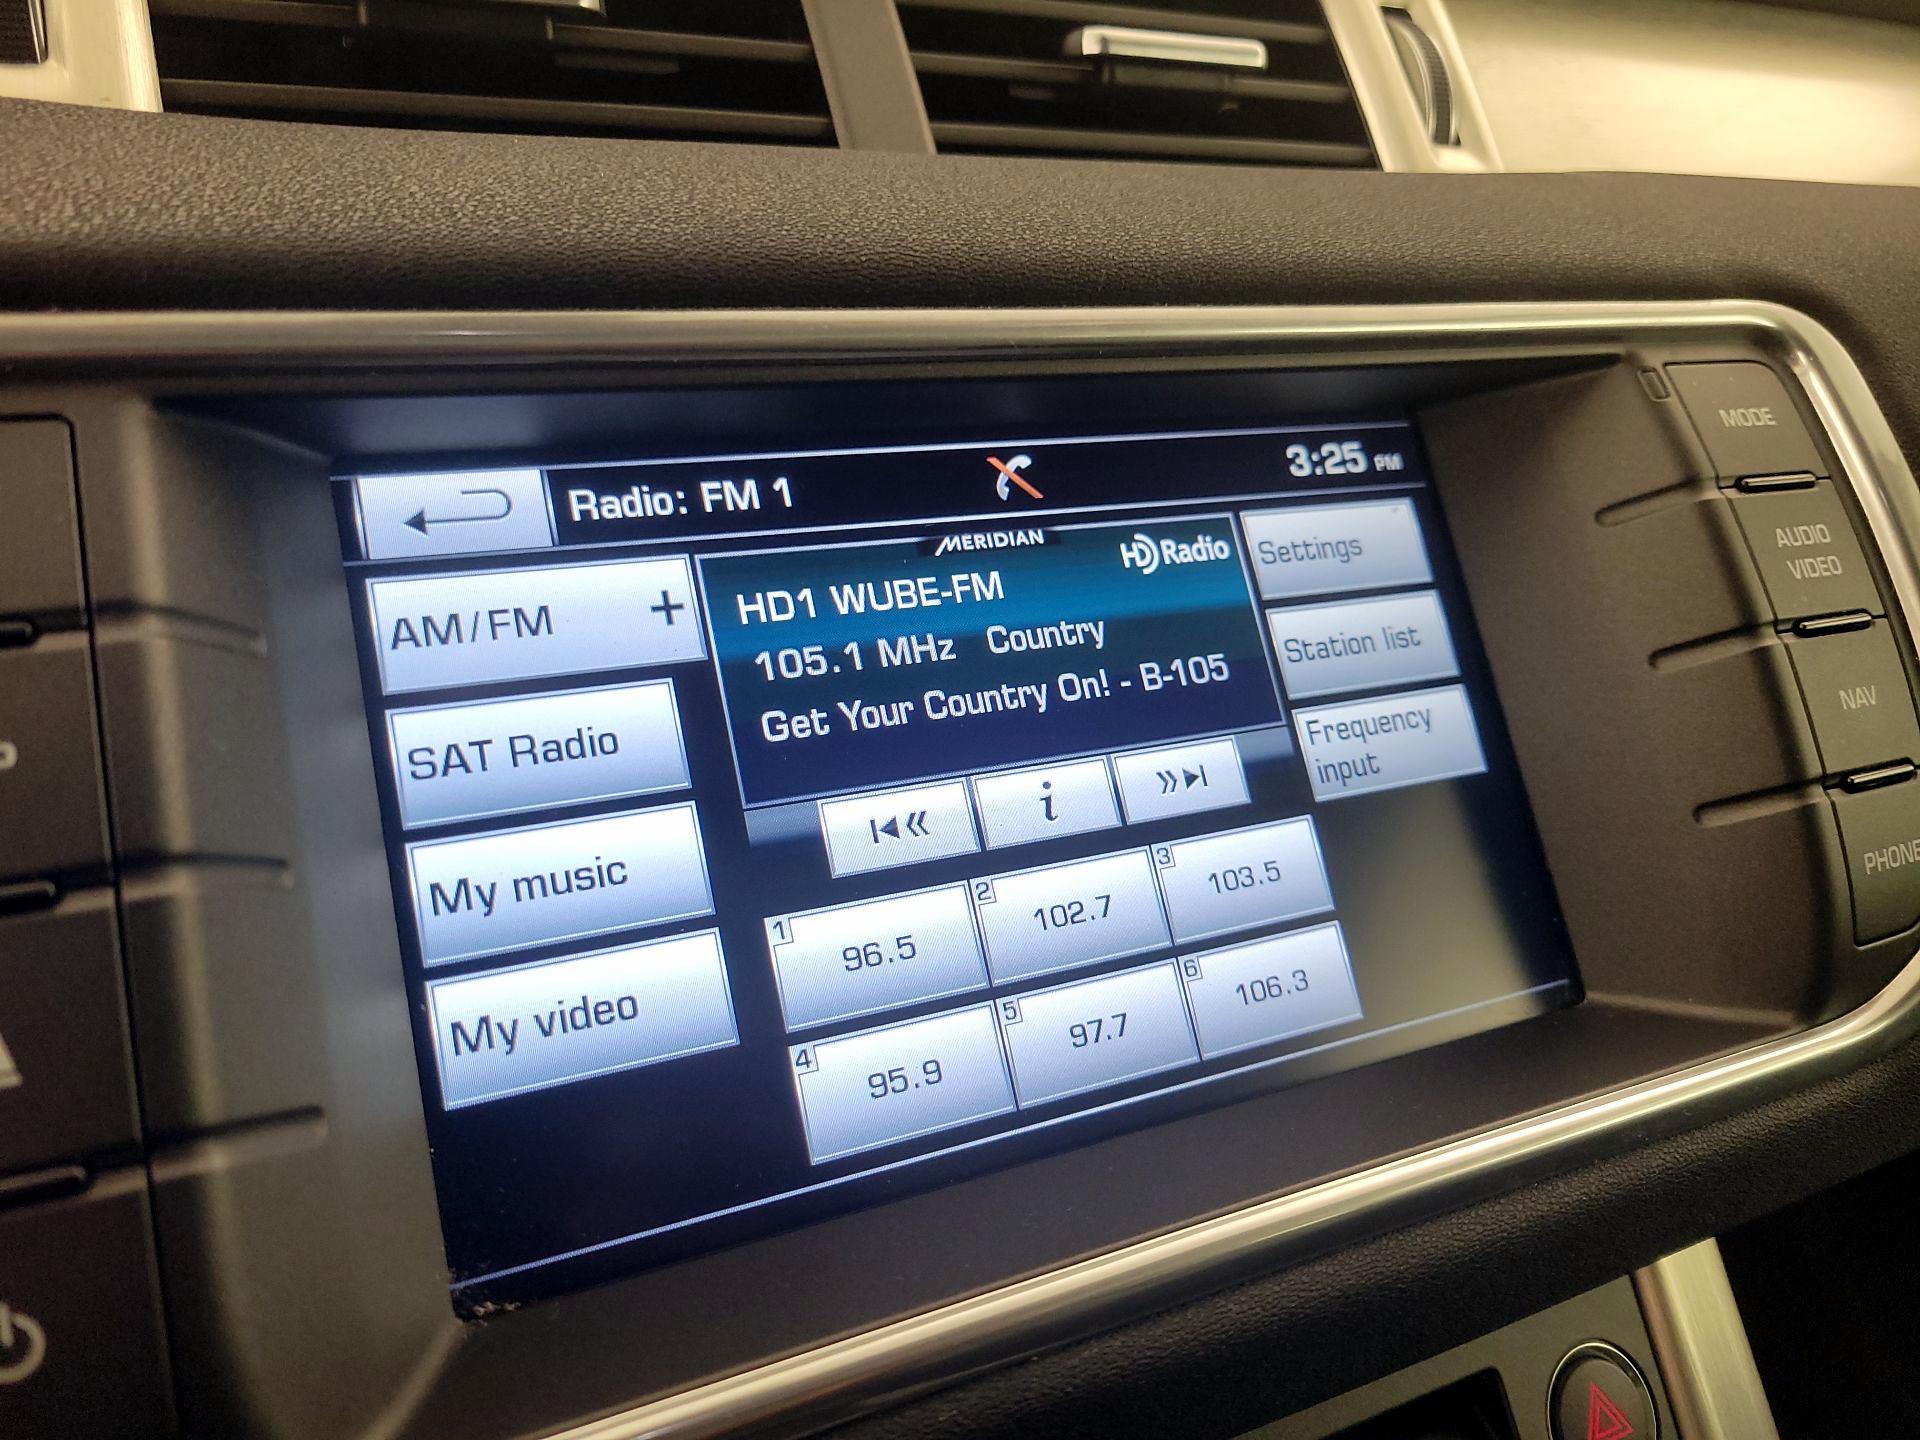 Radio: FM 1
3:25 PM
MERIDIAN
HD Radio
HD1 WUBE-FM
105.1 MHz Country
Get Your Country On! - B-105
AM/FM +
SAT Radio
My music
My video
Settings
Station list
Frequency
input
i
1 96.5
2 102.7
3 103.5
4 95.9
5 97.7
6 106.3
MODE
AUDIO
VIDEO
NAV
PHONE